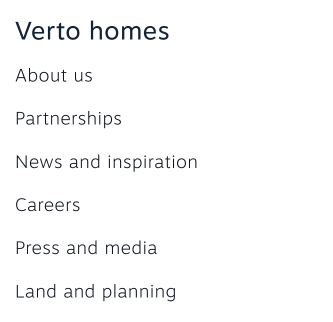 Verto homes
About us
Partnerships
News and inspiration
Careers
Press and media
Land and planning